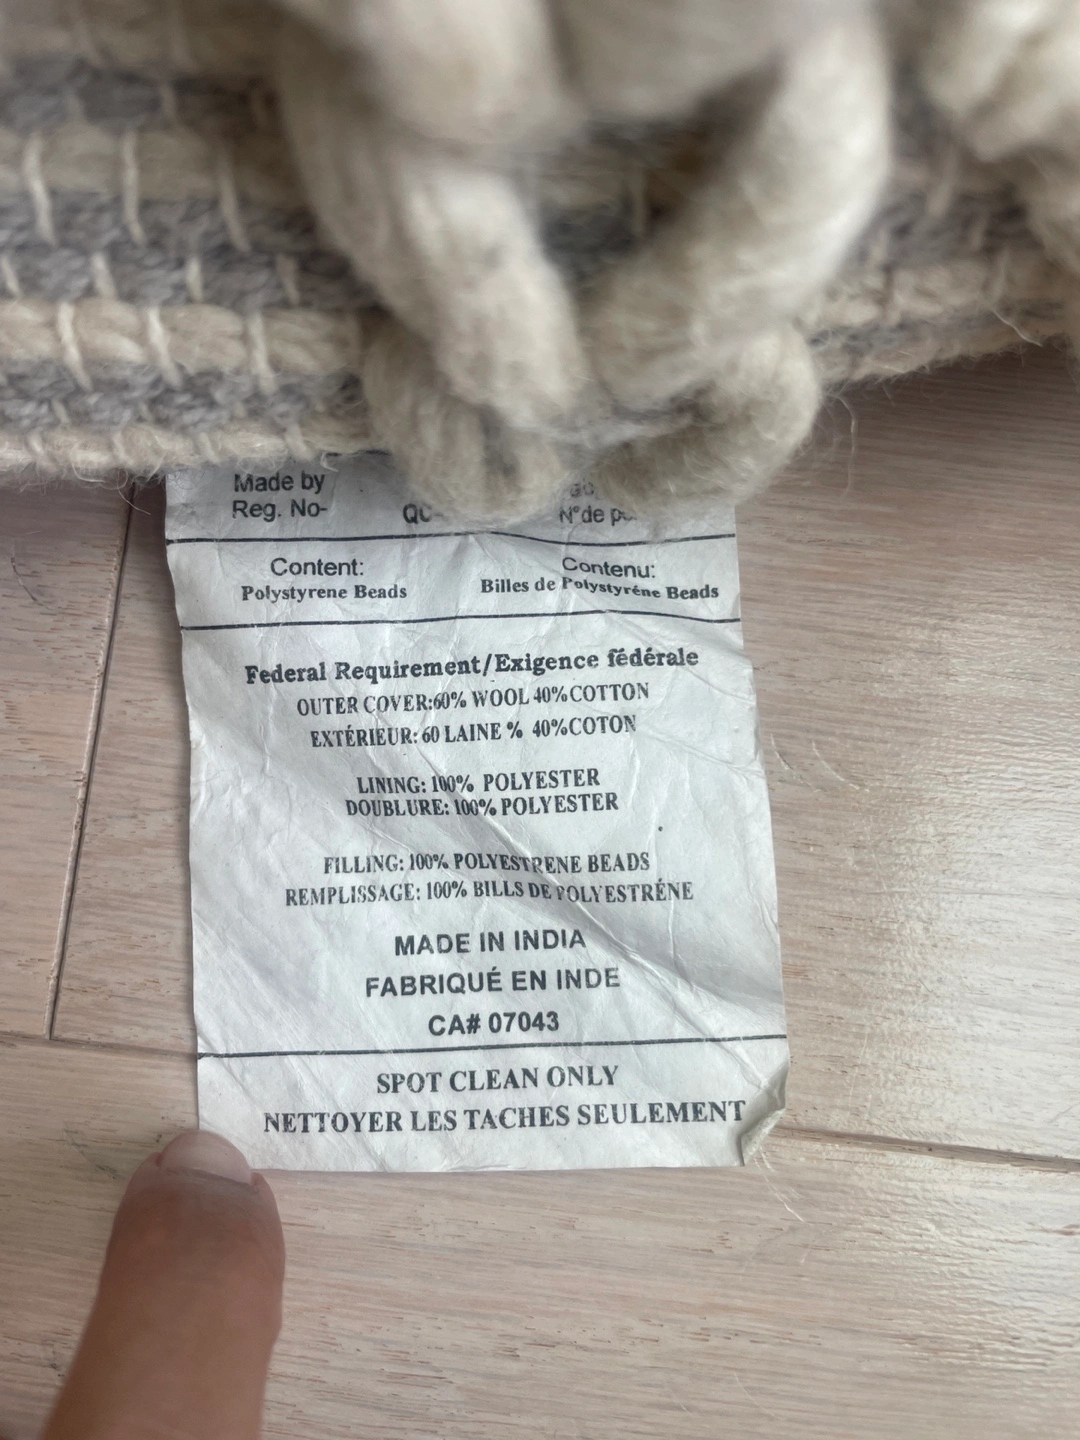 Made by
Reg. No-
N°de
Content:
Contenu:
Polystyrene Beads
Billes de Polystyréne Beads
Federal Requirement/Exigence fédérale
OUTER COVER:60% WOOL 40%COTTON
EXTÉRIEUR: 60 LAINE % 40%COTON
LINING: 100% POLYESTER
DOUBLURE: 100% POLYESTER
FILLING: 100% POLYESTRENE BEADS
REMPLISSAGE: 100% BILLS DE POLYESTRÉNE
MADE IN INDIA
FABRIQUÉ EN INDE
CA# 07043
SPOT CLEAN ONLY
NETTOYER LES TACHES SEULEMENT